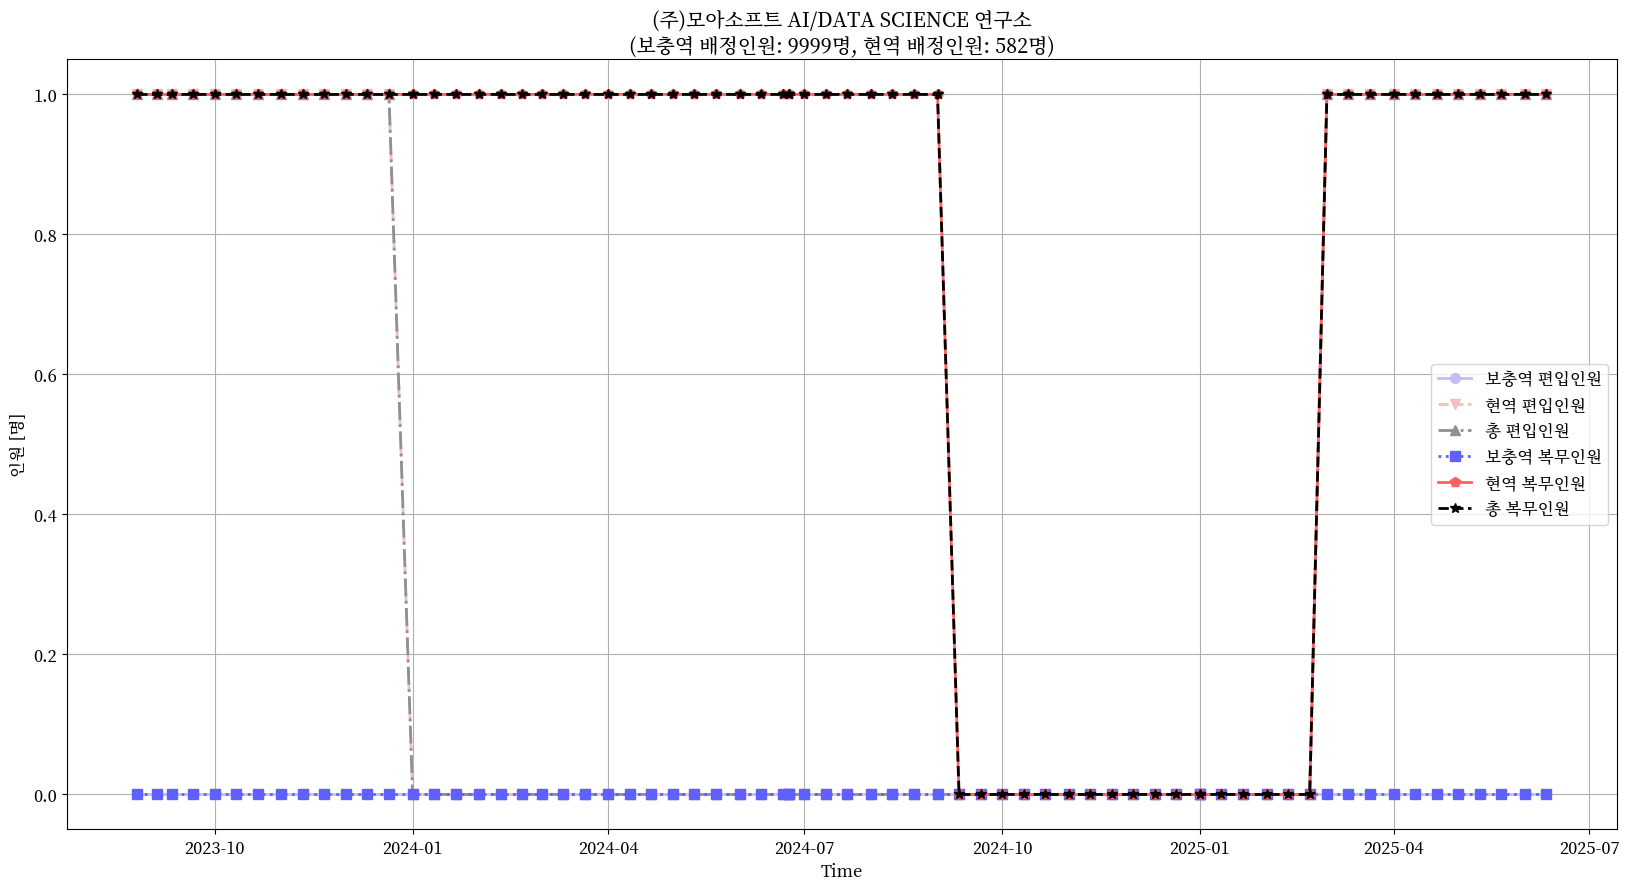 (주)모아소프트 AI/DATA SCIENCE 연구소
(보충역 배정인원: 9999명, 현역 배정인원: 582명)
1.0
0.8
0.6
0.4
0.2
0.0
인원 [명]
보충역 편입인원
현역 편입인원
총 편입인원
보충역 복무인원
현역 복무인원
총 복무인원
2023-10
2024-01
2024-04
2024-07
2024-10
2025-01
2025-04
2025-07
Time